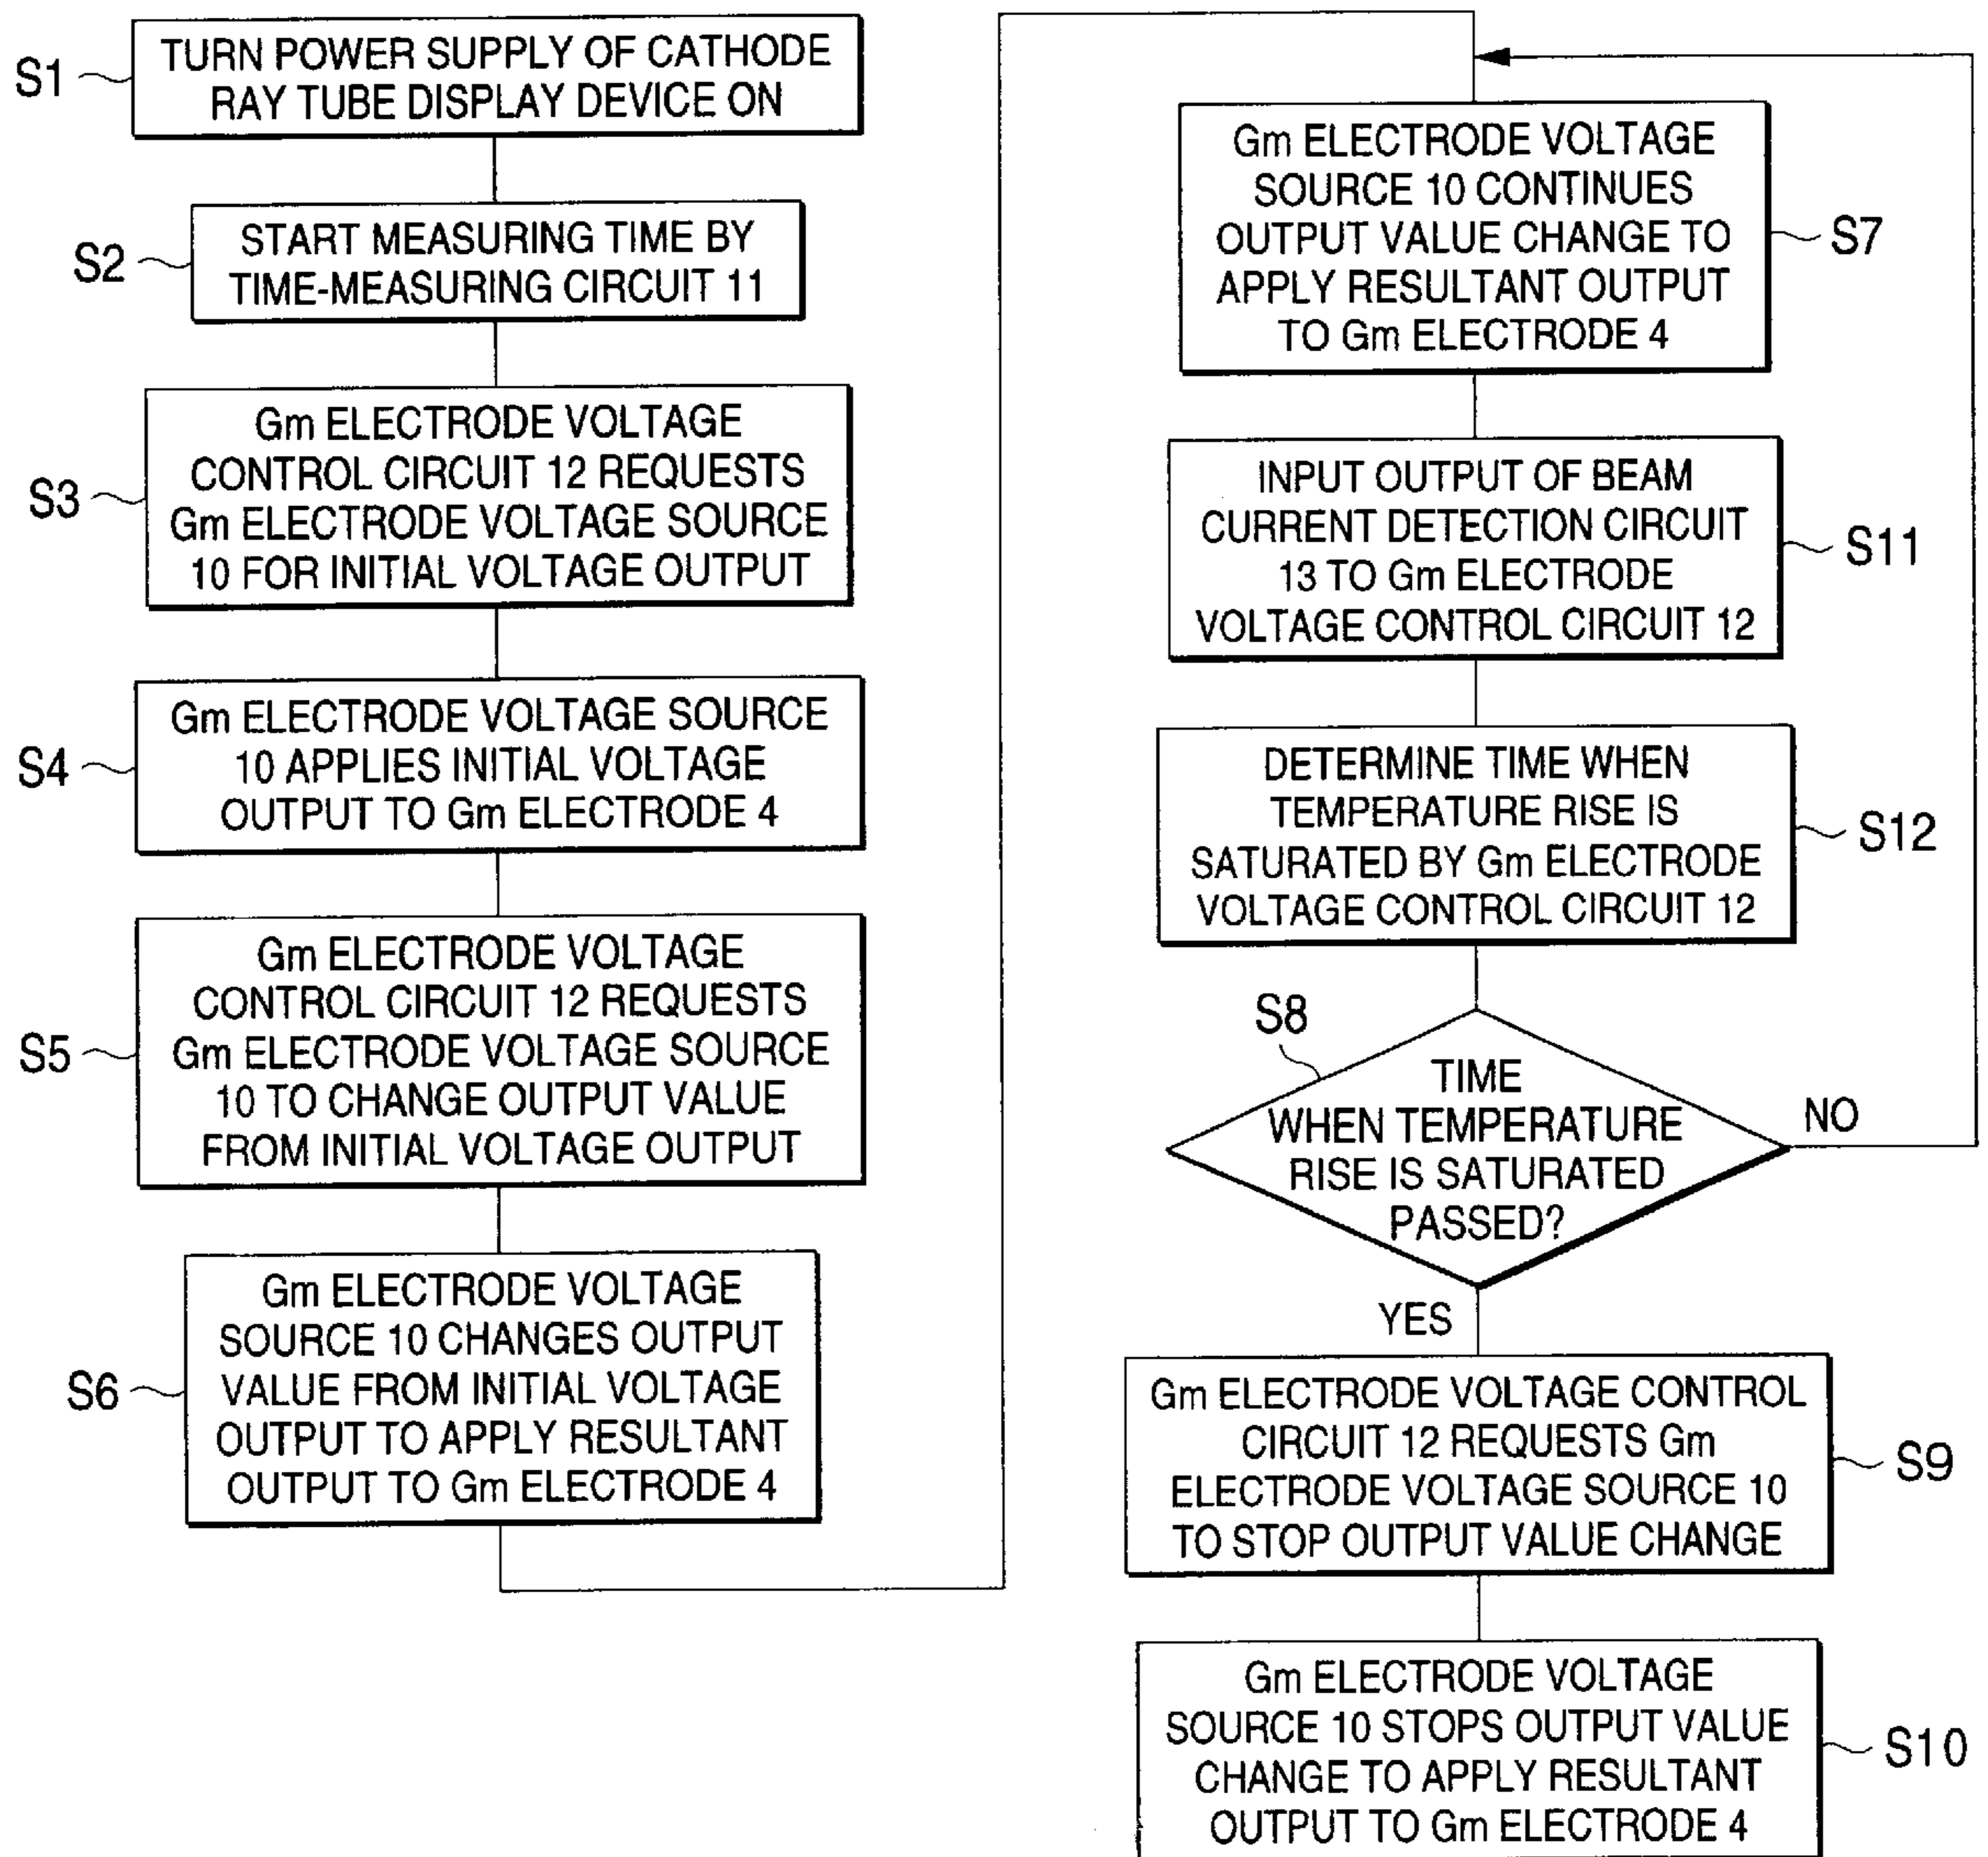 S1
TURN POWER SUPPLY OF CATHODE
RAY TUBE DISPLAY DEVICE ON
S2
START MEASURING TIME BY
TIME-MEASURING CIRCUIT 11
S3
Gm ELECTRODE VOLTAGE
CONTROL CIRCUIT 12 REQUESTS
Gm ELECTRODE VOLTAGE SOURCE
10 FOR INITIAL VOLTAGE OUTPUT
S4
Gm ELECTRODE VOLTAGE SOURCE
10 APPLIES INITIAL VOLTAGE
OUTPUT TO Gm ELECTRODE 4
S5
Gm ELECTRODE VOLTAGE
CONTROL CIRCUIT 12 REQUESTS
Gm ELECTRODE VOLTAGE SOURCE
10 TO CHANGE OUTPUT VALUE
FROM INITIAL VOLTAGE OUTPUT
S6
Gm ELECTRODE VOLTAGE
SOURCE 10 CHANGES OUTPUT
VALUE FROM INITIAL VOLTAGE
OUTPUT TO APPLY RESULTANT
OUTPUT TO Gm ELECTRODE 4
Gm ELECTRODE VOLTAGE
SOURCE 10 CONTINUES
OUTPUT VALUE CHANGE TO
APPLY RESULTANT OUTPUT
TO Gm ELECTRODE 4
S7
INPUT OUTPUT OF BEAM
CURRENT DETECTION CIRCUIT
13 TO Gm ELECTRODE
VOLTAGE CONTROL CIRCUIT 12
S11
DETERMINE TIME WHEN
TEMPERATURE RISE IS
SATURATED BY Gm ELECTRODE
VOLTAGE CONTROL CIRCUIT 12
S12
S8
TIME
WHEN TEMPERATURE
RISE IS SATURATED
PASSED?
NO
YES
Gm ELECTRODE VOLTAGE CONTROL
CIRCUIT 12 REQUESTS Gm
ELECTRODE VOLTAGE SOURCE 10
TO STOP OUTPUT VALUE CHANGE
S9
Gm ELECTRODE VOLTAGE
SOURCE 10 STOPS OUTPUT VALUE
CHANGE TO APPLY RESULTANT
OUTPUT TO Gm ELECTRODE 4
S10